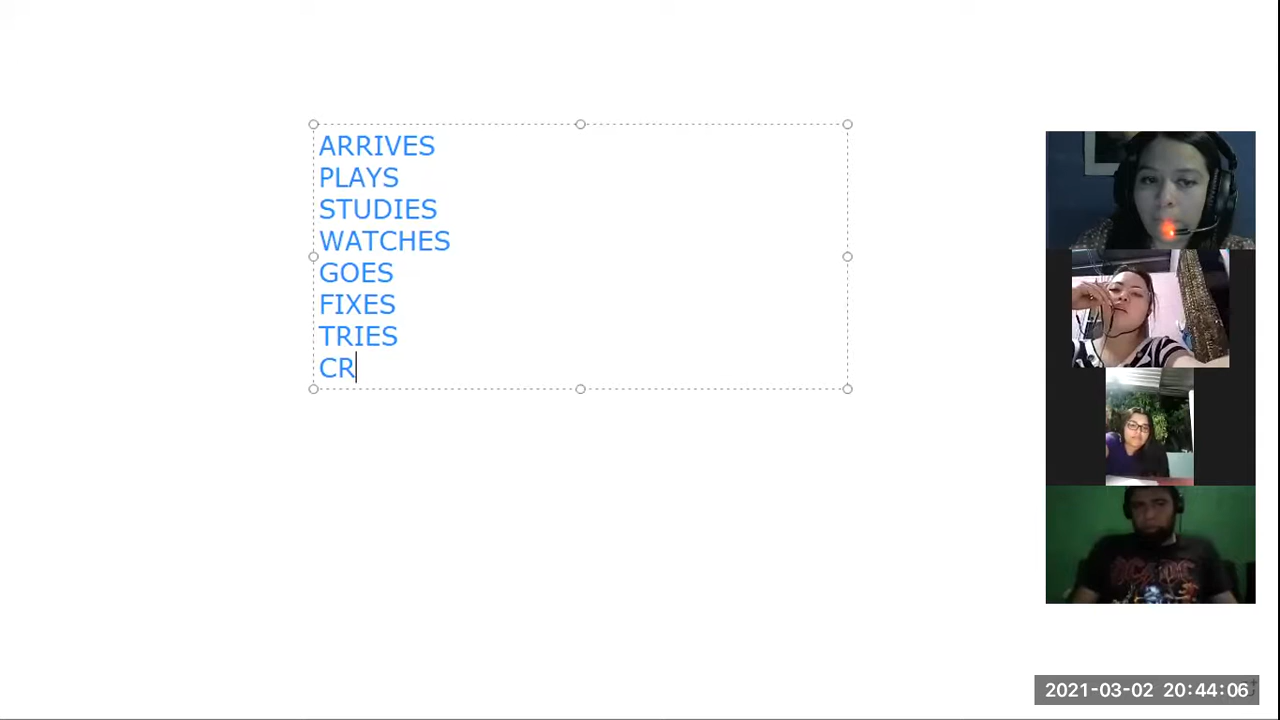 ARRIVES
PLAYS
STUDIES
WATCHES
GOES
FIXES
TRIES
CR
2021-03-02 20:44:06